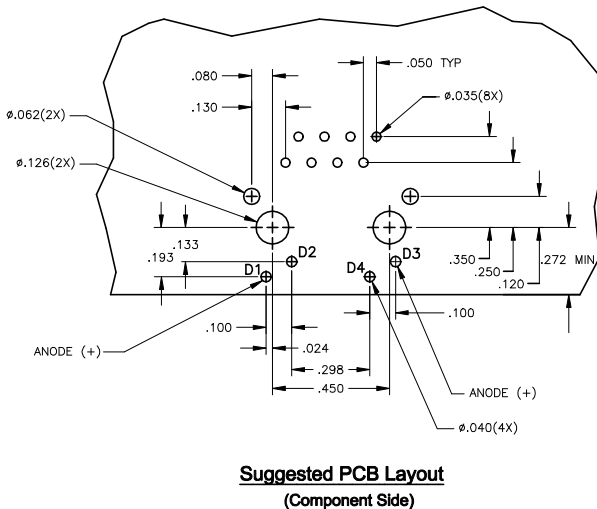 .080
.050 TYP
.130
ø.035(8X)
ø.062(2X)
ø.126(2X)
.133
.193
D2
D3
D1
D4
.350
.250
.272 MIN
.120
.100
.100
ANODE (+)
.024
.298
ANODE (+)
.450
ø.040(4X)
Suggested PCB Layout
(Component Side)